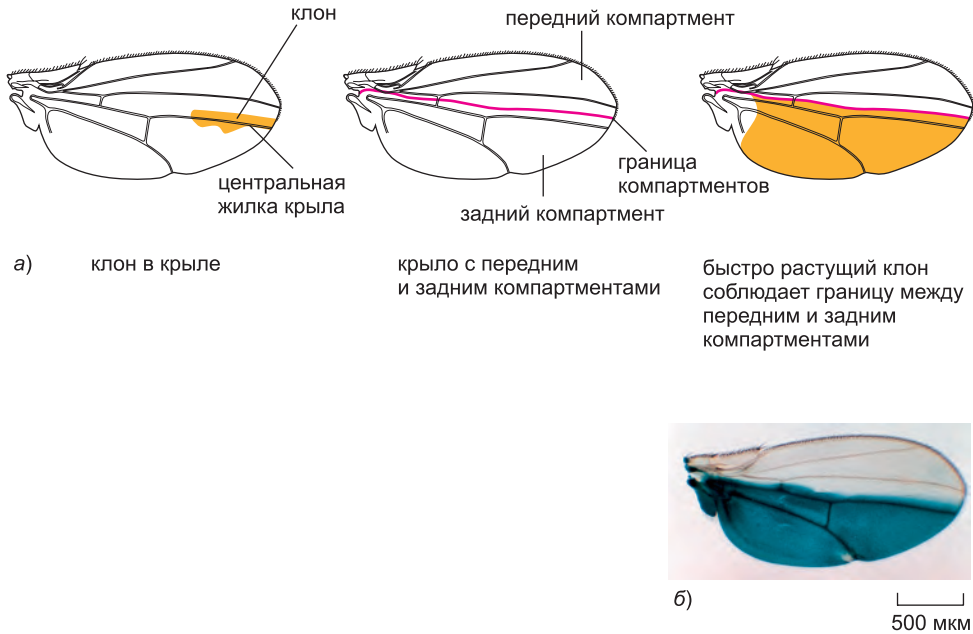 клон
передний компартмент
центральная
жилка крыла
граница
компартментов
задний компартмент
а)
клон в крыле
крыло с передним
и задним компартментами
быстро растущий клон
соблюдает границу между
передним и задним
компартментами
б)
500 мкм